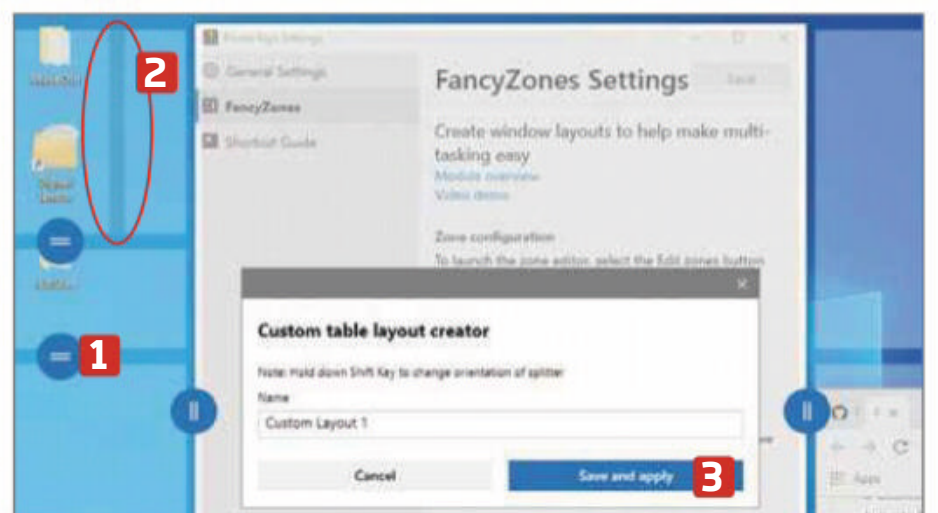 2
General Settings
FancyZones Settings
Save
FancyZones
Shortcut Guide
Create window layouts to help make multi-
tasking easy
Module overview
Video demo
Zone configuration
To launch the zone editor, select the Edit zones button
1
Custom table layout creator
Note: Hold down Shift Key to change orientation of splitter
Name
Custom Layout 1
Cancel
Save and apply
3
Apps